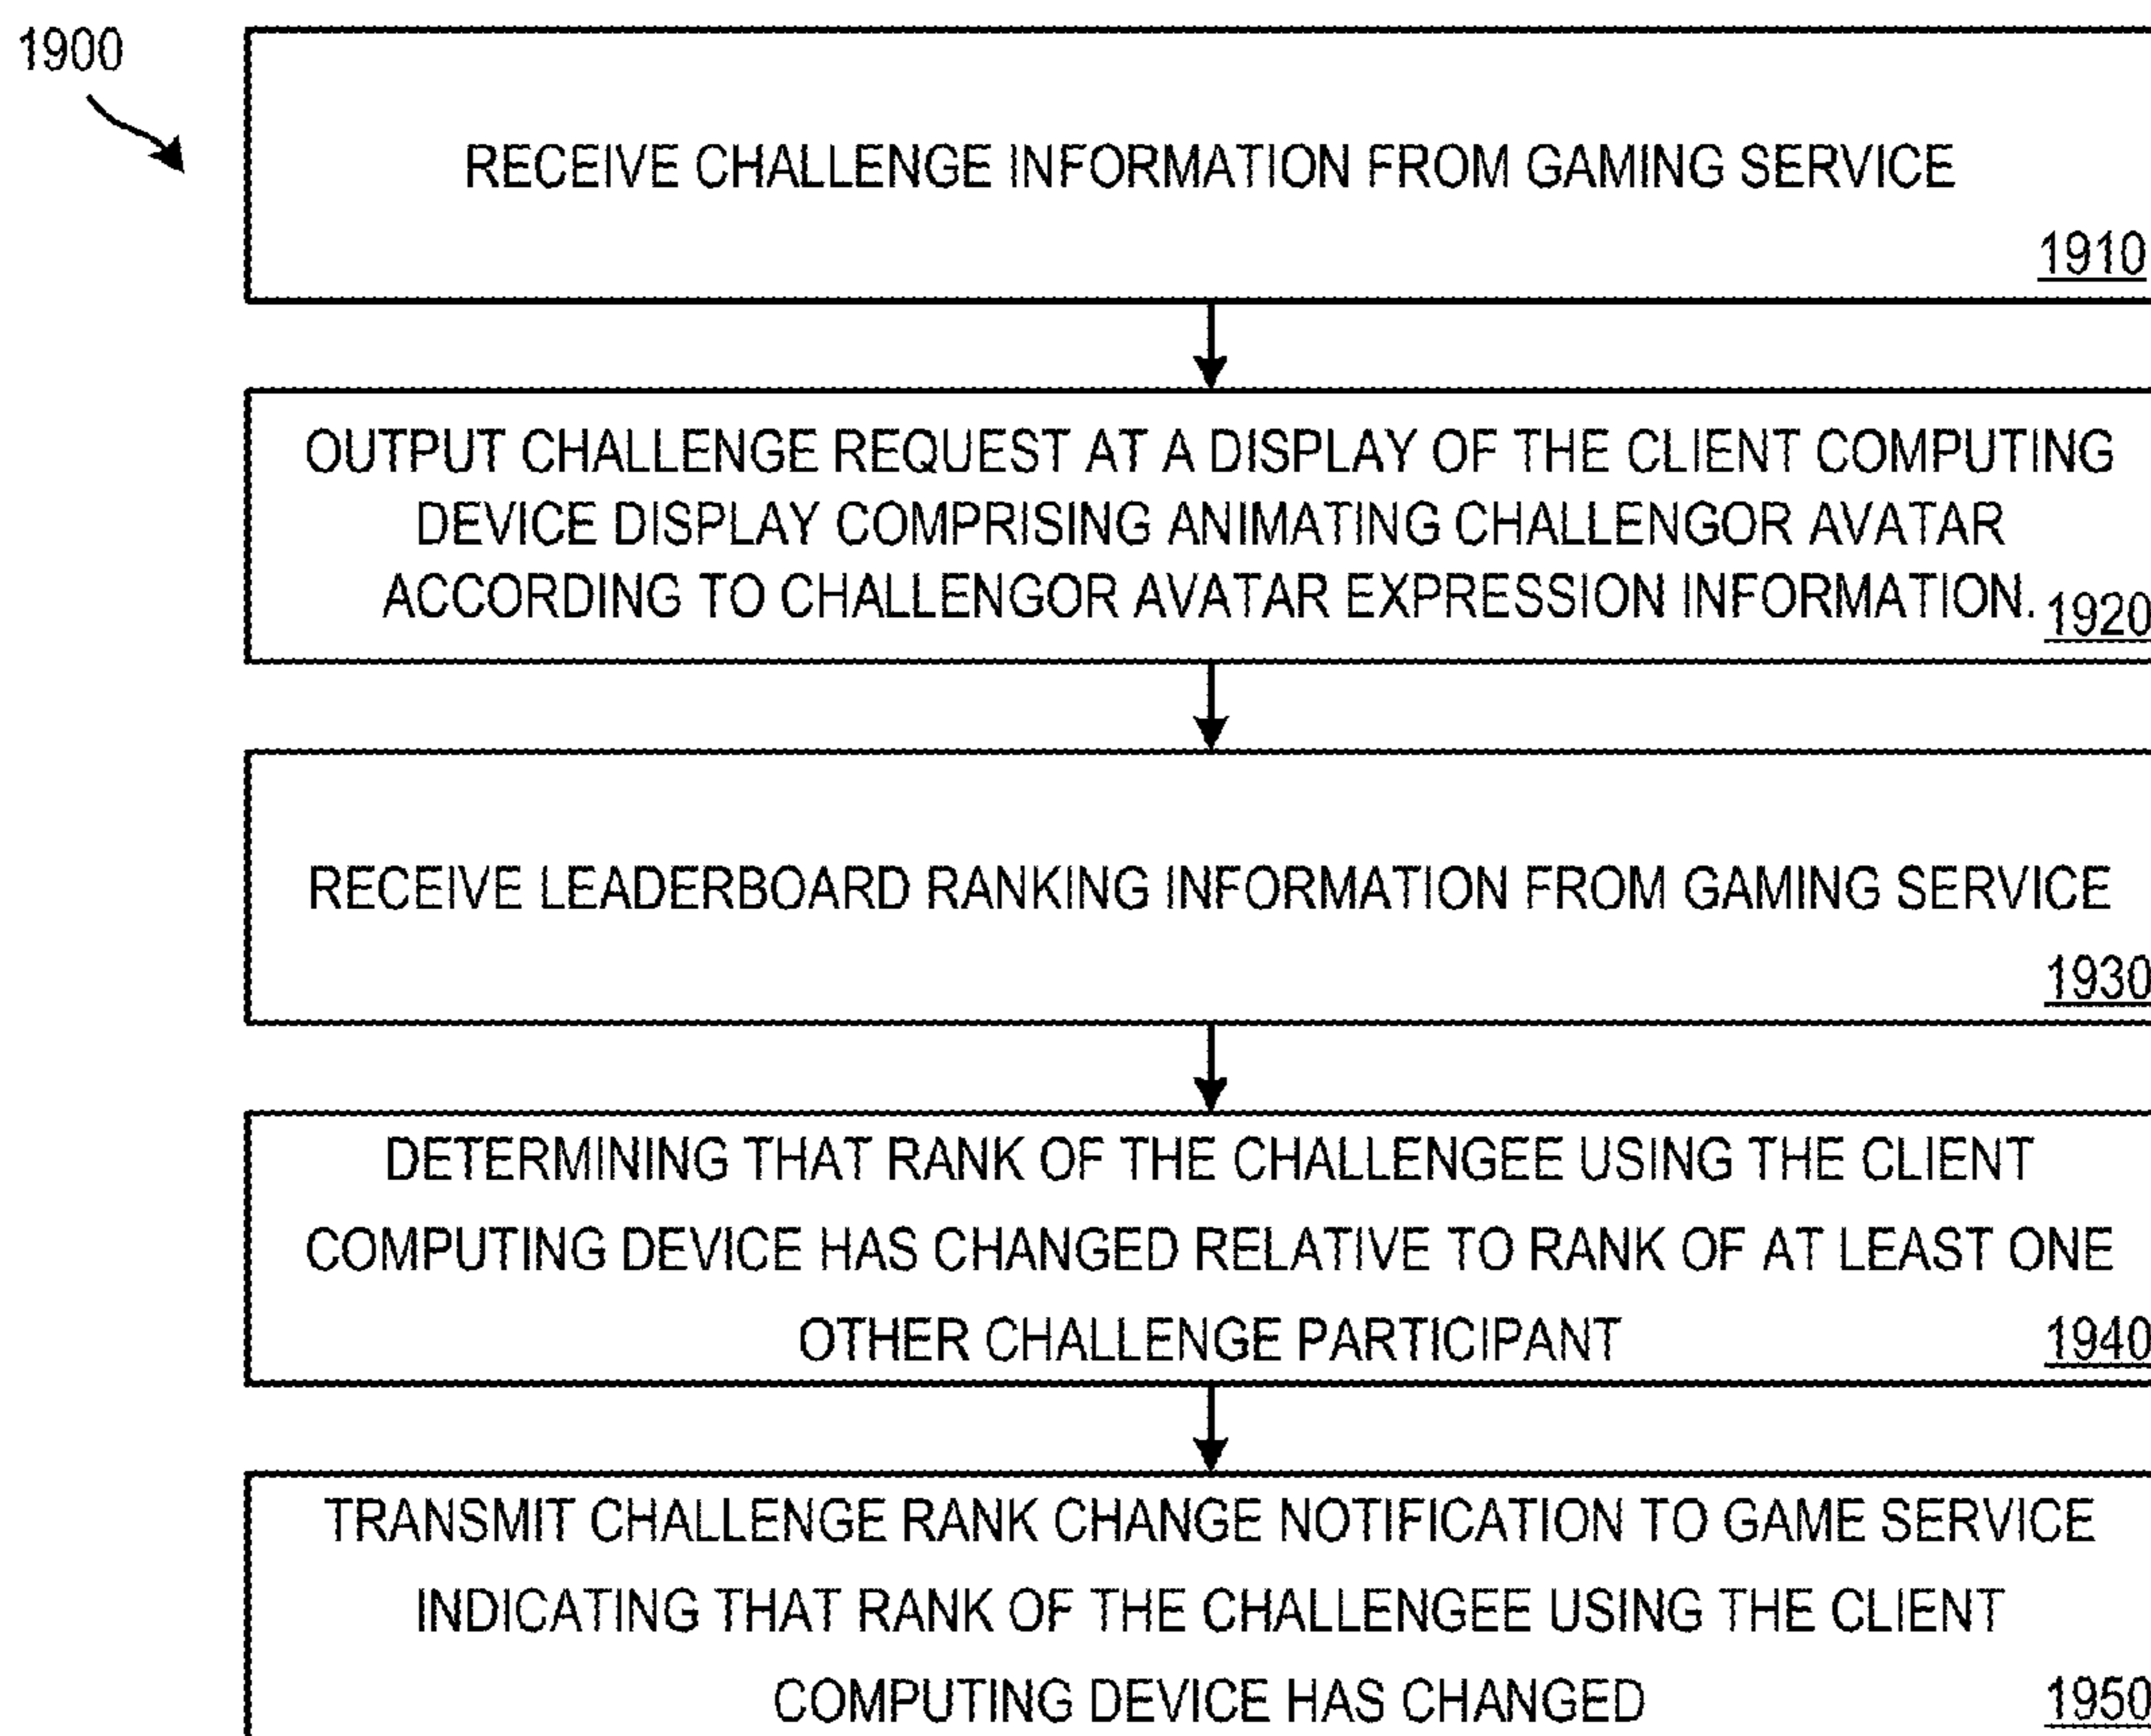 1900
RECEIVE CHALLENGE INFORMATION FROM GAMING SERVICE
1910
OUTPUT CHALLENGE REQUEST AT A DISPLAY OF THE CLIENT COMPUTING
DEVICE DISPLAY COMPRISING ANIMATING CHALLENGOR AVATAR
ACCORDING TO CHALLENGOR AVATAR EXPRESSION INFORMATION.
1920
RECEIVE LEADERBOARD RANKING INFORMATION FROM GAMING SERVICE
1930
DETERMINING THAT RANK OF THE CHALLENGEE USING THE CLIENT
COMPUTING DEVICE HAS CHANGED RELATIVE TO RANK OF AT LEAST ONE
OTHER CHALLENGE PARTICIPANT
1940
TRANSMIT CHALLENGE RANK CHANGE NOTIFICATION TO GAME SERVICE
INDICATING THAT RANK OF THE CHALLENGEE USING THE CLIENT
COMPUTING DEVICE HAS CHANGED
1950